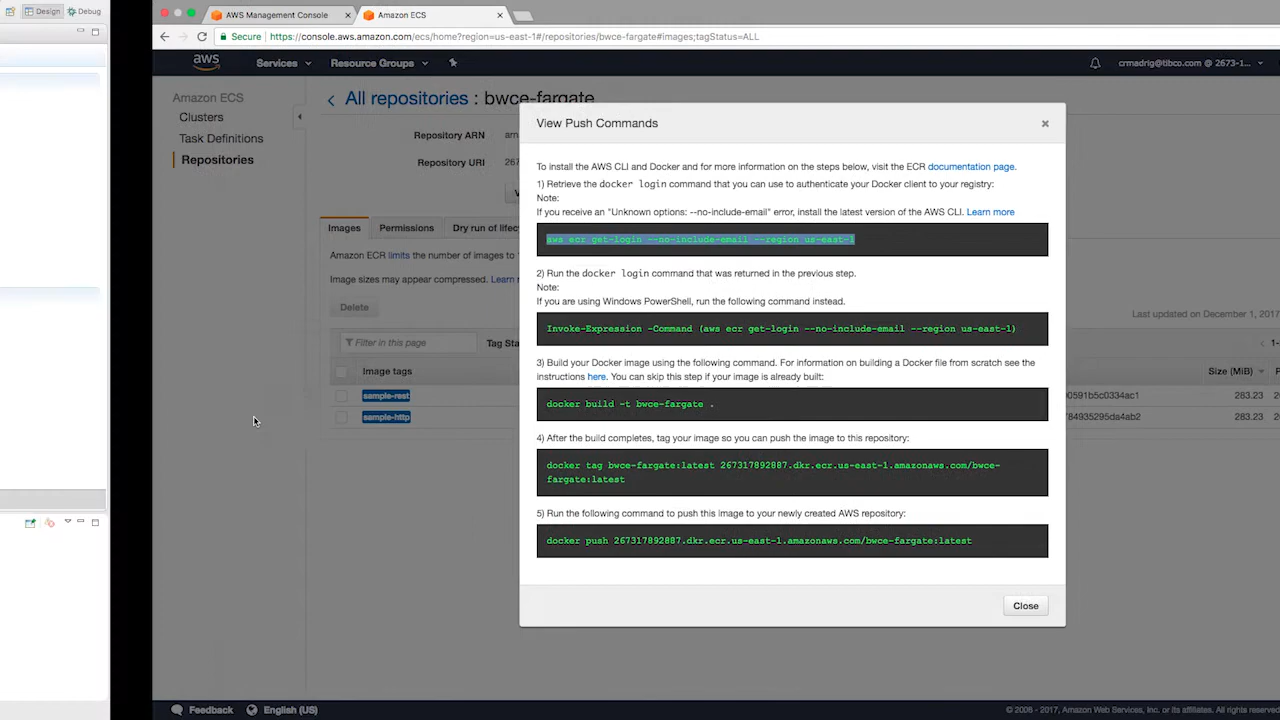 Design
Debug
AWS Management Console
Amazon ECS
Secure
https://console.aws.amazon.com/ecs/home?region=us-east-1#/repositories/bwce-fargate#images;tagStatus=ALL
aws
Services
Resource Groups
crmadrig@tibco.com @ 2673-1...
Amazon ECS
Clusters
Task Definitions
Repositories
All repositories : bwce-fargate
Repository ARN
Repository URI
267
Images
Permissions
Dry run of lifec
Amazon ECR limits the number of images to
Image sizes may appear compressed. Learn
Delete
Last updated on December 1, 2017
Filter in this page
Tag Sta
Image tags
Size (MiB)
sample-rest
00591b5c0334ac1
283.23
sample-http
784935295da4ab2
283.23
View Push Commands
To install the AWS CLI and Docker and for more information on the steps below, visit the ECR documentation page.
1) Retrieve the docker login command that you can use to authenticate your Docker client to your registry:
Note:
If you receive an "Unknown options: --no-include-email" error, install the latest version of the AWS CLI. Learn more
aws ecr get-login --no-include-email --region us-east-1
2) Run the docker login command that was returned in the previous step.
Note:
If you are using Windows PowerShell, run the following command instead.
Invoke-Expression -Command (aws ecr get-login --no-include-email --region us-east-1)
3) Build your Docker image using the following command. For information on building a Docker file from scratch see the
instructions here. You can skip this step if your image is already built:
docker build -t bwce-fargate .
4) After the build completes, tag your image so you can push the image to this repository:
docker tag bwce-fargate:latest 267317892887.dkr.ecr.us-east-1.amazonaws.com/bwce-
fargate:latest
5) Run the following command to push this image to your newly created AWS repository:
docker push 267317892887.dkr.ecr.us-east-1.amazonaws.com/bwce-fargate:latest
Close
Feedback
English (US)
© 2008 - 2017, Amazon Web Services, Inc. or its affiliates. All rights reserved